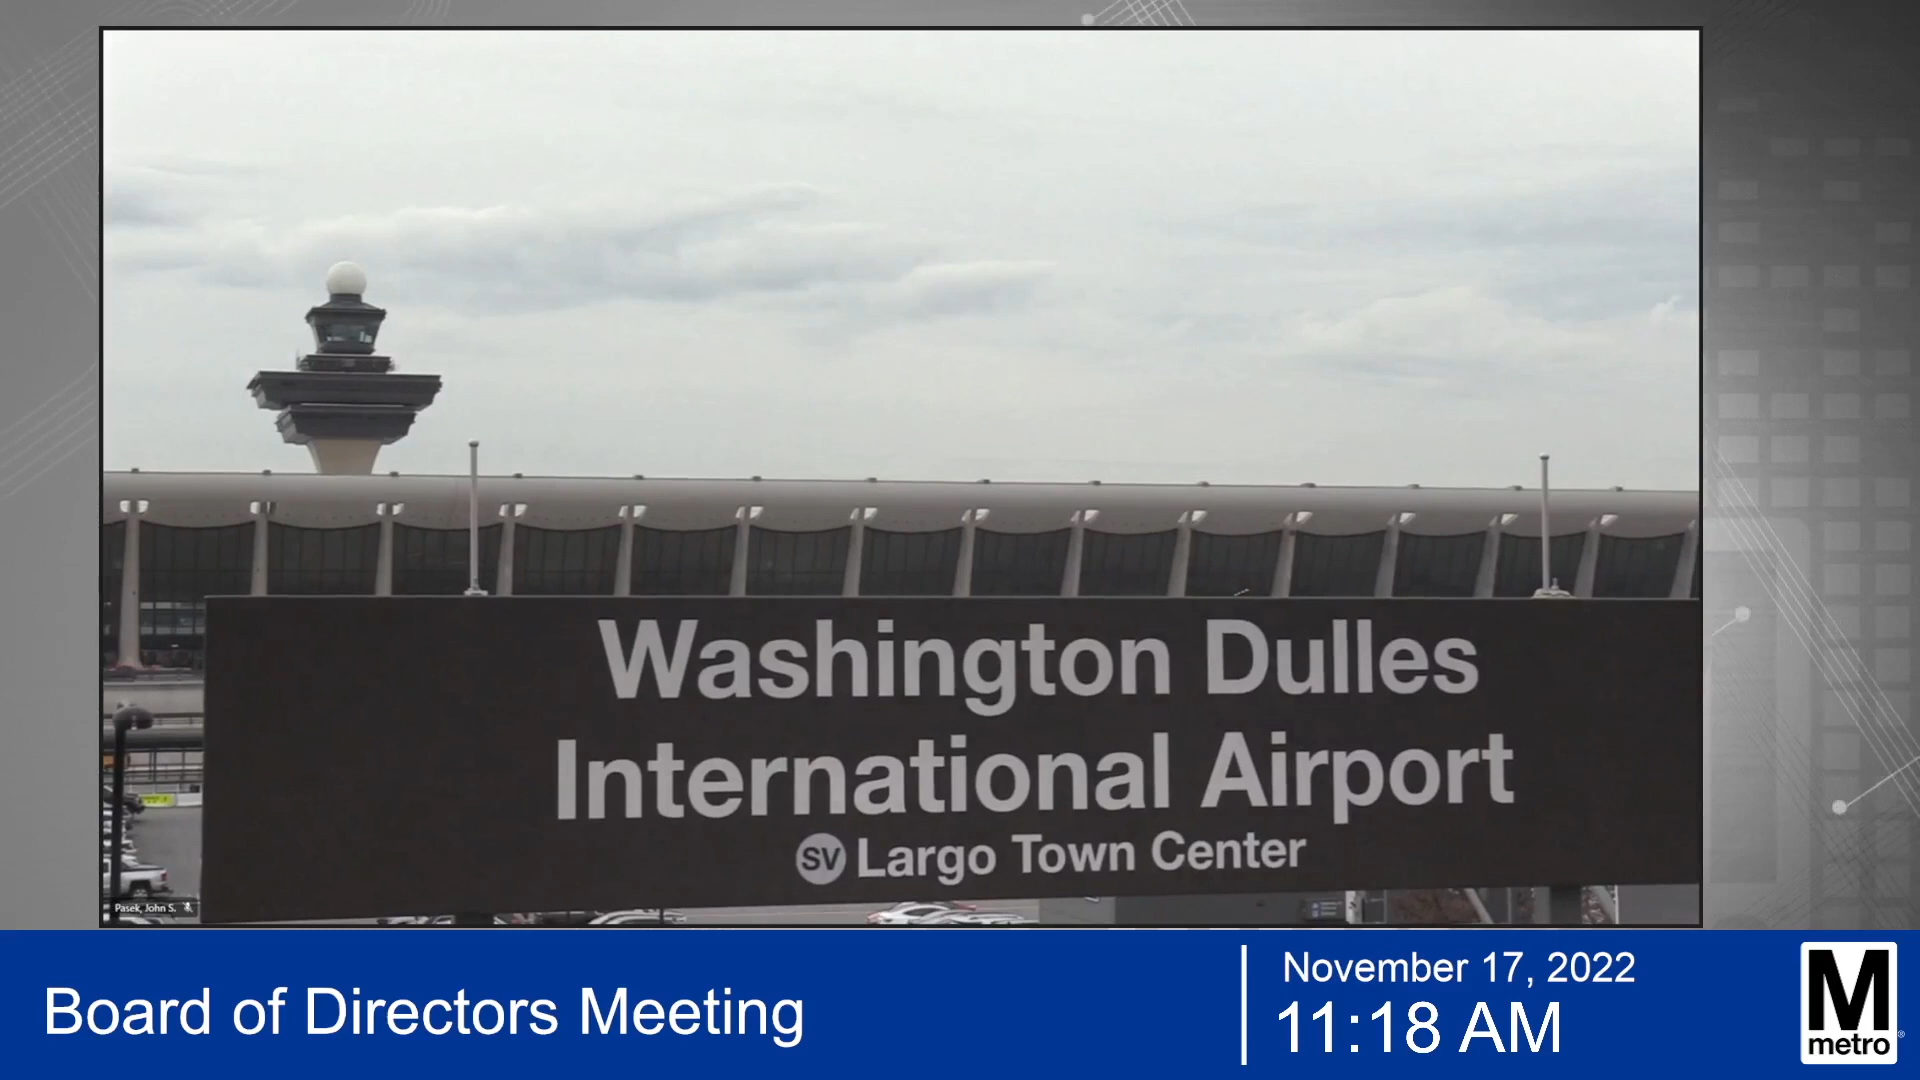 Washington Dulles
International Airport
SV Largo Town Center
Pasek, John S.
Board of Directors Meeting
November 17, 2022
11:18 AM
M
metro®